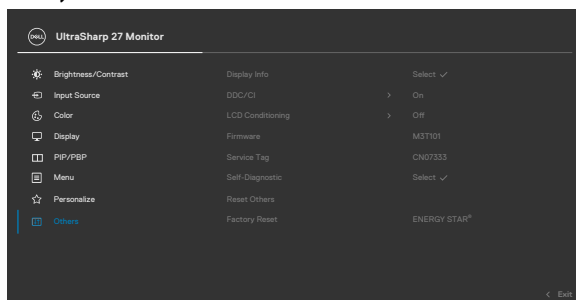 DELL UltraSharp 27 Monitor
Brightness/Contrast Display Info Select ✓
Input Source DDC/CI > On
Color LCD Conditioning > Off
Display Firmware M3T101
PIP/PBP Service Tag CN07333
Menu Self-Diagnostic Select ✓
Personalize Reset Others
Others Factory Reset ENERGY STAR®
< Exit